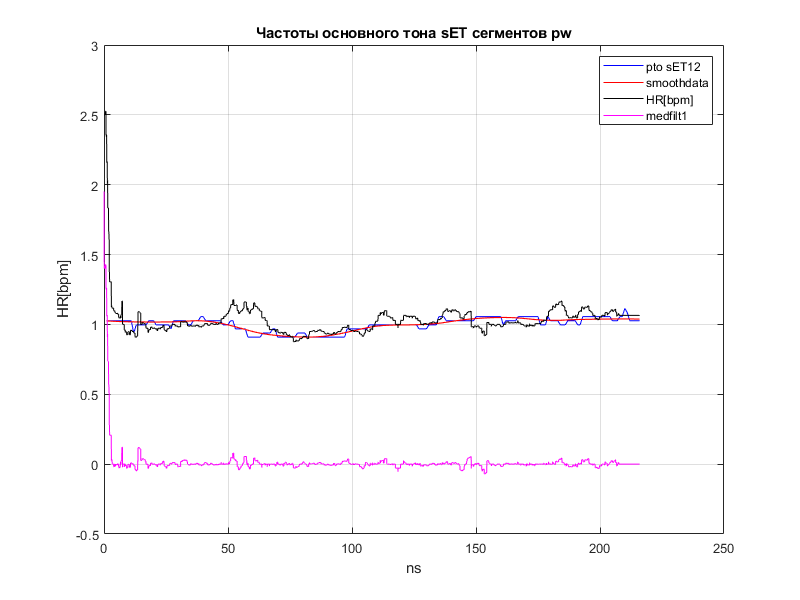 Частоты основного тона sET сегментов pw
pto sET12
smoothdata
HR[bpm]
medfilt1
HR[bpm]
3
2.5
2
1.5
1
0.5
0
-0.5
0
50
100
150
200
250
ns